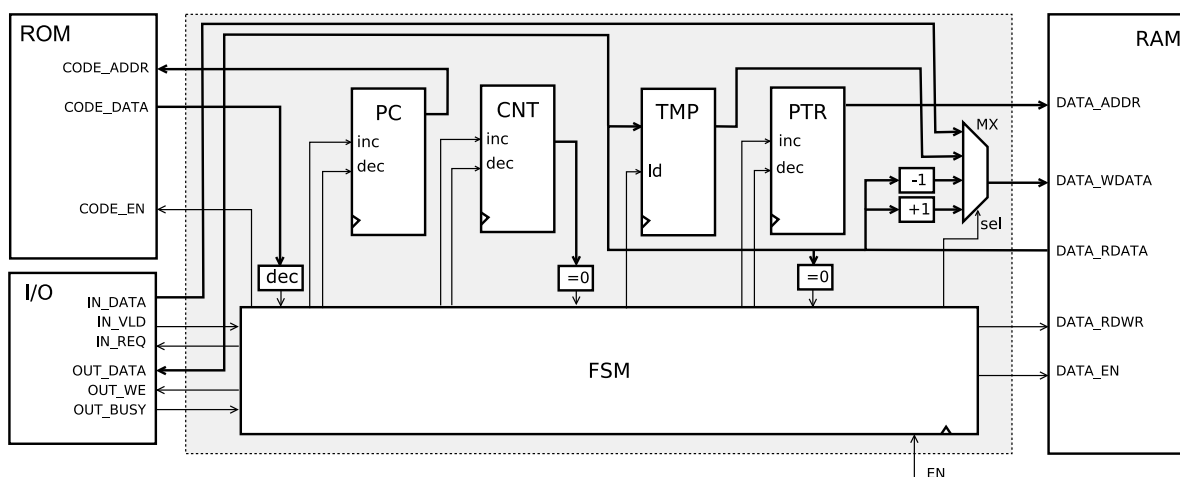 ROM
CODE_ADDR
CODE_DATA
CODE_EN
I/O
IN_DATA
IN_VLD
IN_REQ
OUT_DATA
OUT_WE
OUT_BUSY
PC
inc
dec
CNT
inc
dec
TMP
ld
PTR
inc
dec
MX
-1
+1
sel
dec
=0
=0
FSM
EN
RAM
DATA_ADDR
DATA_WDATA
DATA_RDATA
DATA_RDWR
DATA_EN